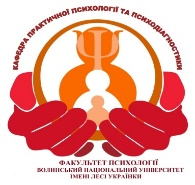 КАФЕДРА ПРАКТИЧНОЇ ПСИХОЛОГІЇ ТА ПСИХОДІАГНОСТИКИ
Ψ
ФАКУЛЬТЕТ ПСИХОЛОГІЇ
ВОЛИНСЬКИЙ НАЦІОНАЛЬНИЙ УНІВЕРСИТЕТ
ІМЕНІ ЛЕСІ УКРАЇНКИ